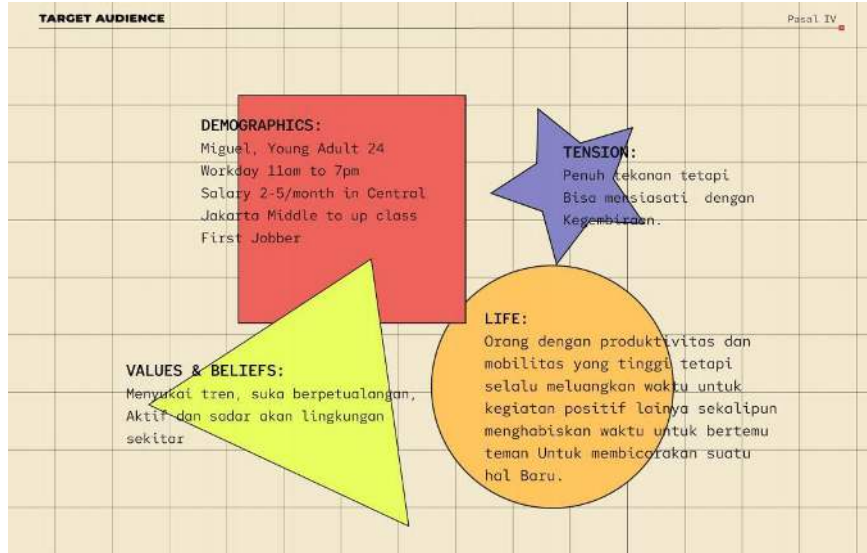 TARGET AUDIENCE
Pasal IV
DEMOGRAPHICS:
Miguel, Young Adult 24
Workday 11am to 7pm
Salary 2-5/month in Central
Jakarta Middle to up class
First Jobber
TENSION:
Penuh tekanan tetapi
Bisa mensiasati dengan
Kegembiraan.
VALUES & BELIEFS:
Menyukai tren, suka berpetualangan,
Aktif dan sadar akan lingkungan
sekitar
LIFE:
Orang dengan produktivitas dan
mobilitas yang tinggi tetapi
selalu meluangkan waktu untuk
kegiatan positif lainya sekalipun
menghabiskan waktu untuk bertemu
teman Untuk membicarakan suatu
hal Baru.